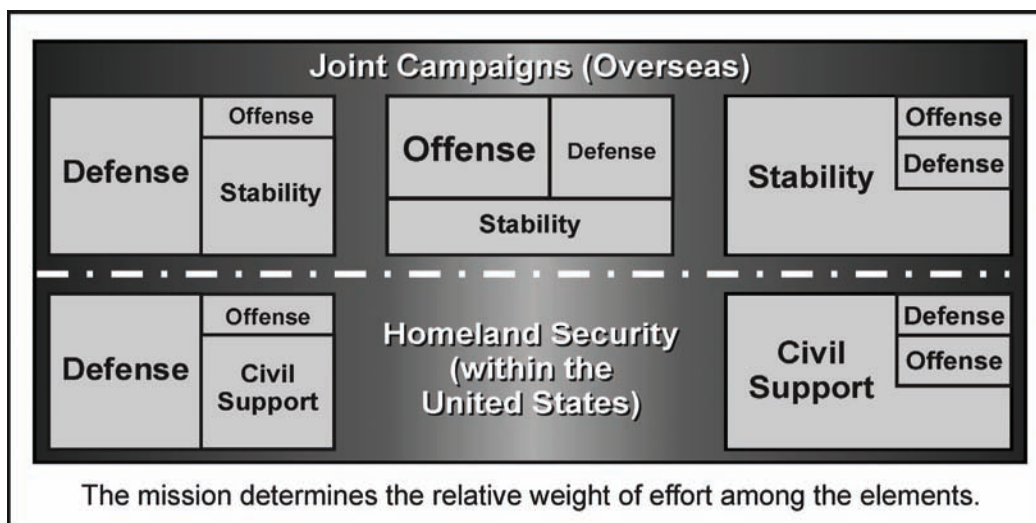 Joint Campaigns (Overseas)
Defense
Offense
Stability
Offense
Defense
Stability
Stability
Offense
Defense
Defense
Offense
Civil
Support
Homeland Security
(within the
United States)
Civil
Support
Defense
Offense
The mission determines the relative weight of effort among the elements.